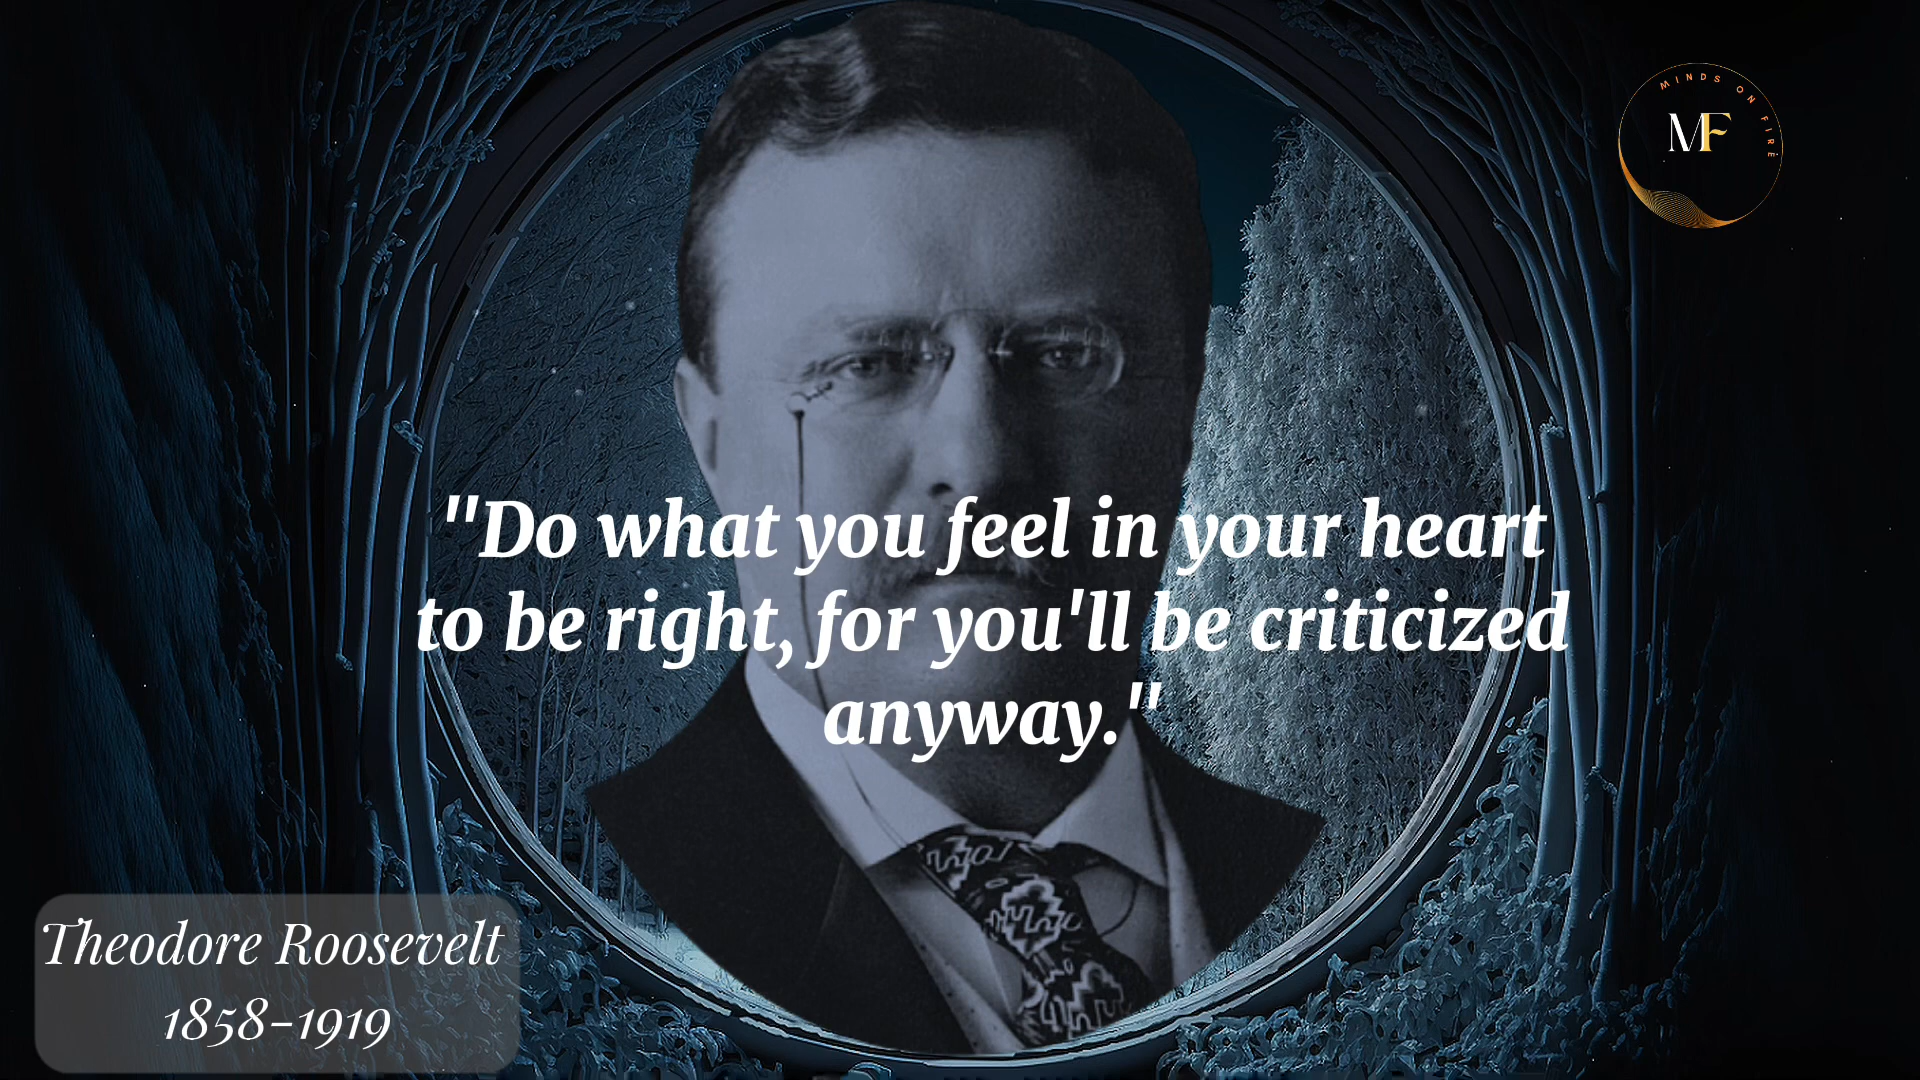 MINDS ON FIRE
MF
"Do what you feel in your heart
to be right, for you'll be criticized
anyway."
Theodore Roosevelt
1858–1919